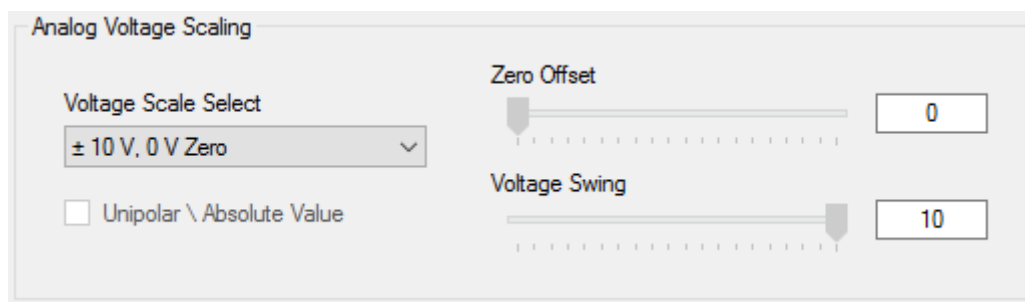 Analog Voltage Scaling
Voltage Scale Select
± 10 V, 0 V Zero
Unipolar \ Absolute Value
Zero Offset
0
Voltage Swing
10